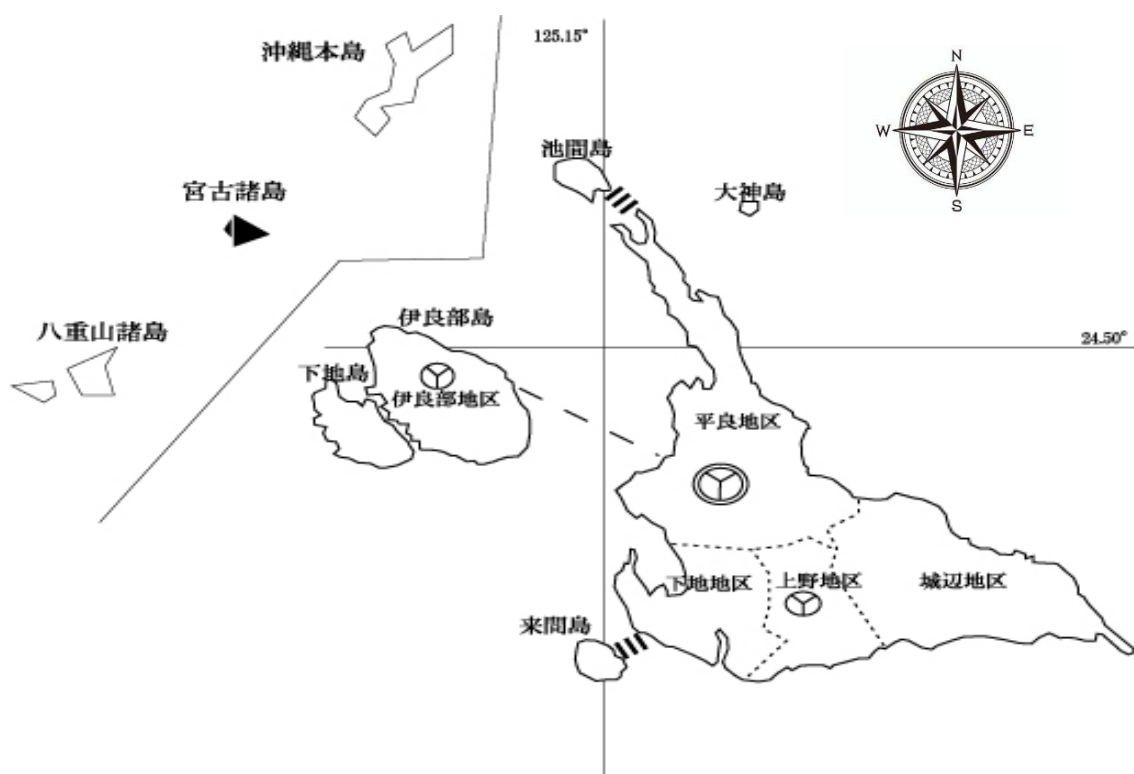 沖縄本島
125.15°
N
W
E
S
池間島
大神島
宮古諸島
八重山諸島
伊良部島
24.50°
下地島
伊良部地区
平良地区
下地地区
上野地区
城辺地区
来間島